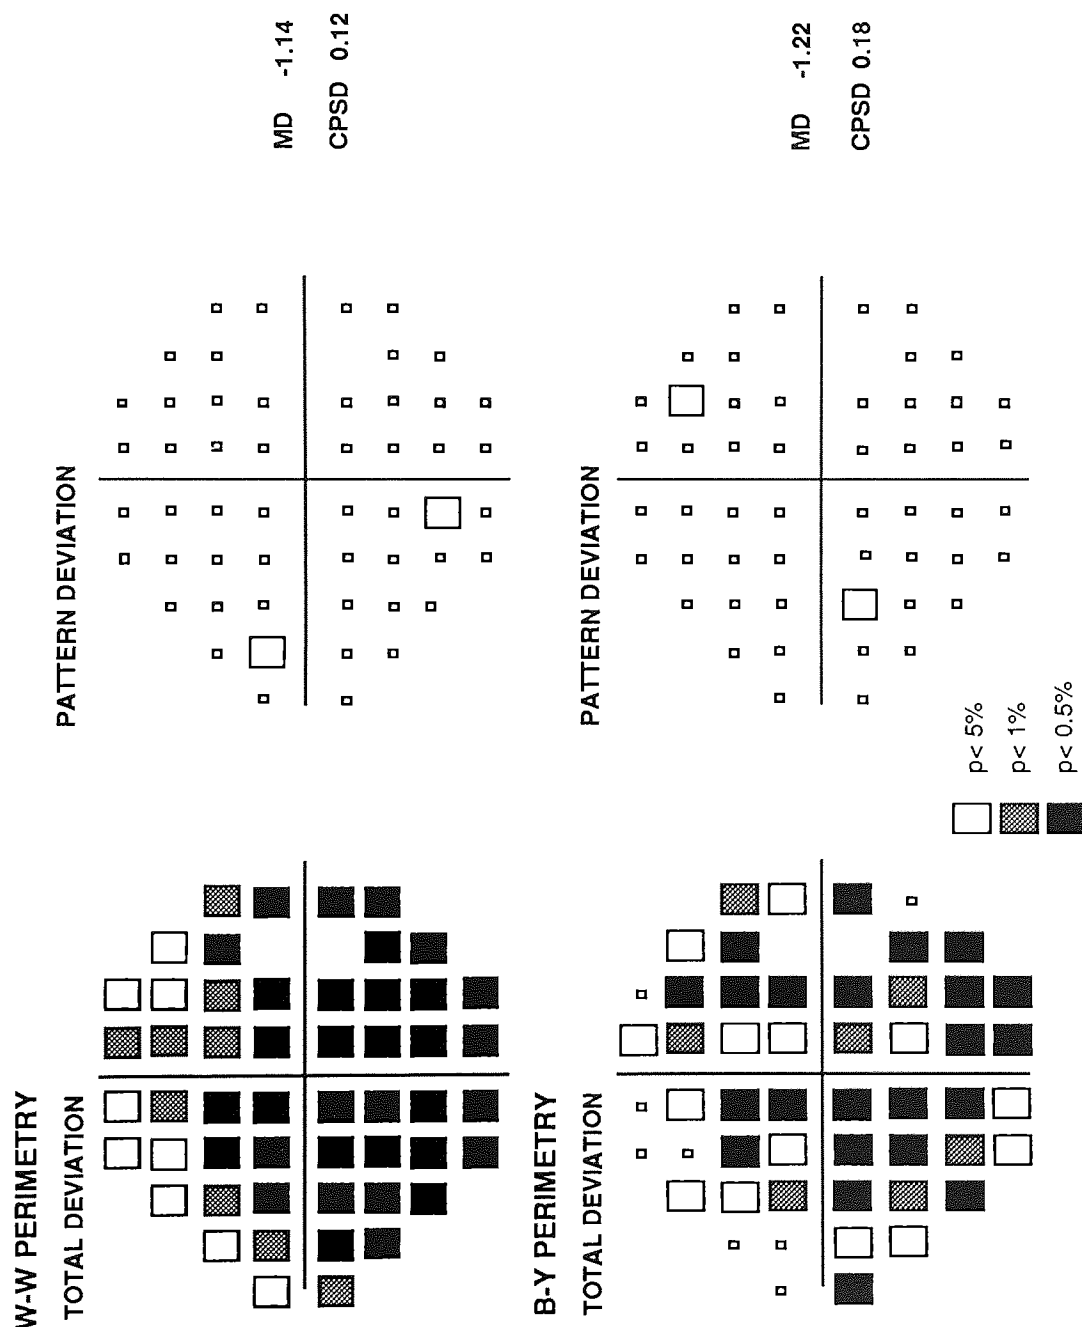 W-W PERIMETRY
TOTAL DEVIATION
PATTERN DEVIATION
MD -1.14
CPSD 0.12
B-Y PERIMETRY
TOTAL DEVIATION
PATTERN DEVIATION
MD -1.22
CPSD 0.18
p< 5%
p< 1%
p< 0.5%